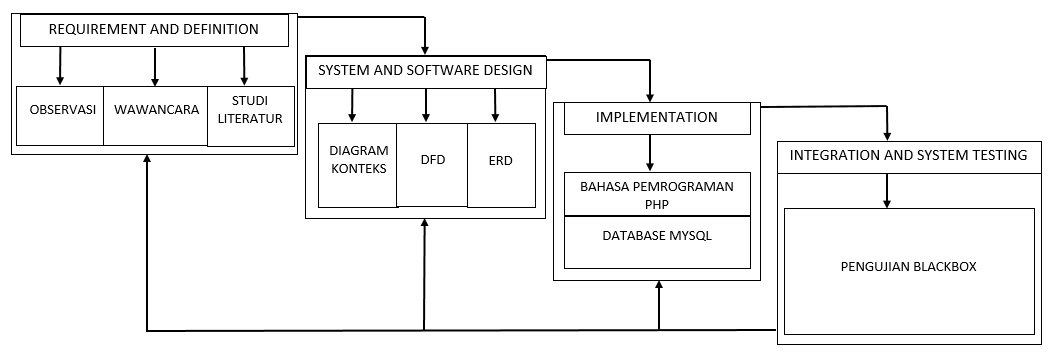 REQUIREMENT AND DEFINITION
OBSERVASI
WAWANCARA
STUDI
LITERATUR
SYSTEM AND SOFTWARE DESIGN
DIAGRAM
KONTEKS
DFD
ERD
IMPLEMENTATION
BAHASA PEMROGRAMAN
PHP
DATABASE MYSQL
INTEGRATION AND SYSTEM TESTING
PENGUJIAN BLACKBOX